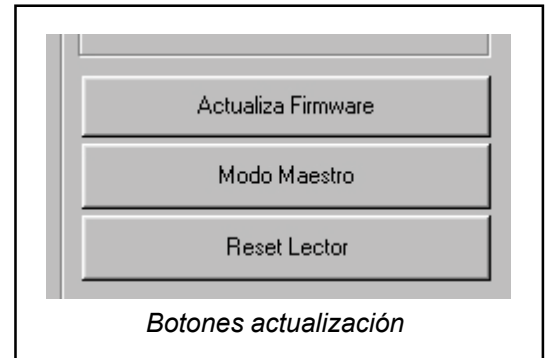 Actualiza Firmware
Modo Maestro
Reset Lector
Botones actualización